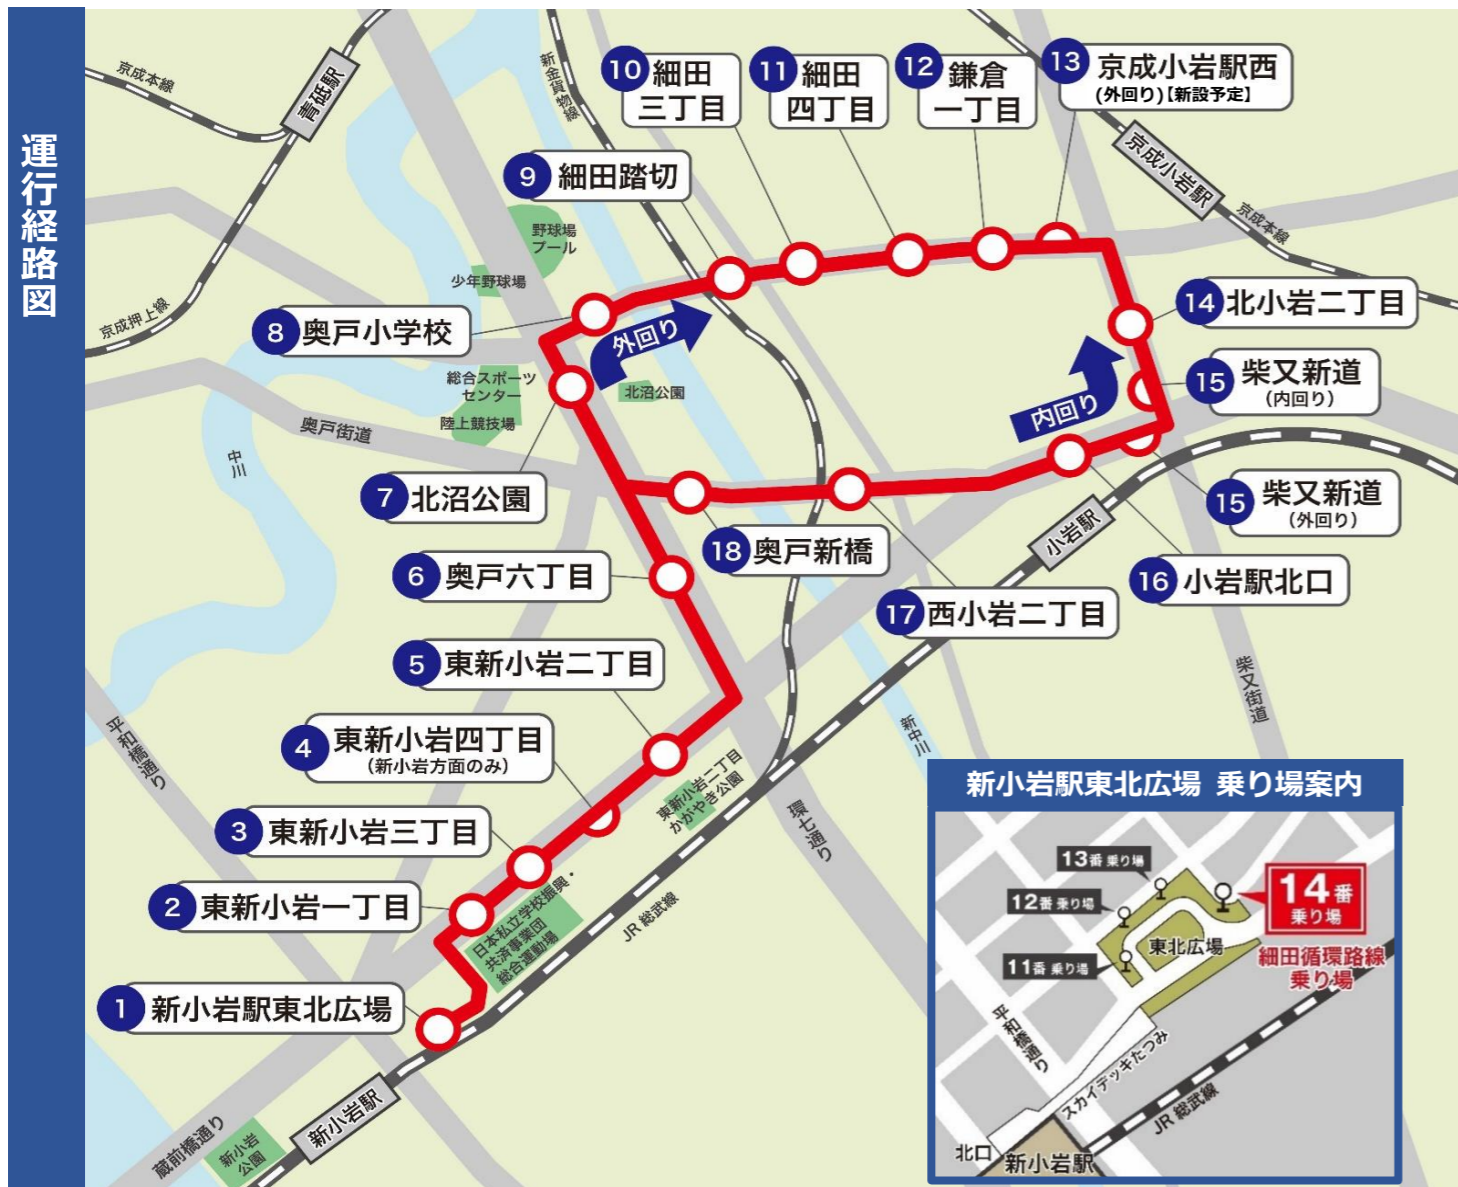 運行経路図
京成本線
青砥駅
新金貨物線
10 細田
三丁目
11 細田
四丁目
12 鎌倉
一丁目
13 京成小岩駅西
(外回り)【新設予定】
京成小岩駅
京成本線
9 細田踏切
野球場
プール
少年野球場
京成押上線
8 奥戸小学校
外回り
14 北小岩二丁目
総合スポーツ
センター
陸上競技場
北沼公園
内回り
15 柴又新道
(内回り)
奥戸街道
中川
7 北沼公園
15 柴又新道
(外回り)
小岩駅
18 奥戸新橋
6 奥戸六丁目
16 小岩駅北口
17 西小岩二丁目
5 東新小岩二丁目
柴又街道
平和橋通り
新中川
4 東新小岩四丁目
(新小岩方面のみ)
東新小岩二丁目
かがやき公園
環七通り
3 東新小岩三丁目
2 東新小岩一丁目
日本私立学校振興・
共済事業団
総合運動場
JR 総武線
1 新小岩駅東北広場
新小岩駅
蔵前橋通り
新小岩
公園
新小岩駅東北広場 乗り場案内
13番 乗り場
12番 乗り場
14番
乗り場
東北広場
11番 乗り場
細田循環路線
乗り場
平和橋通り
スカイデッキたつみ
JR 総武線
北口
新小岩駅